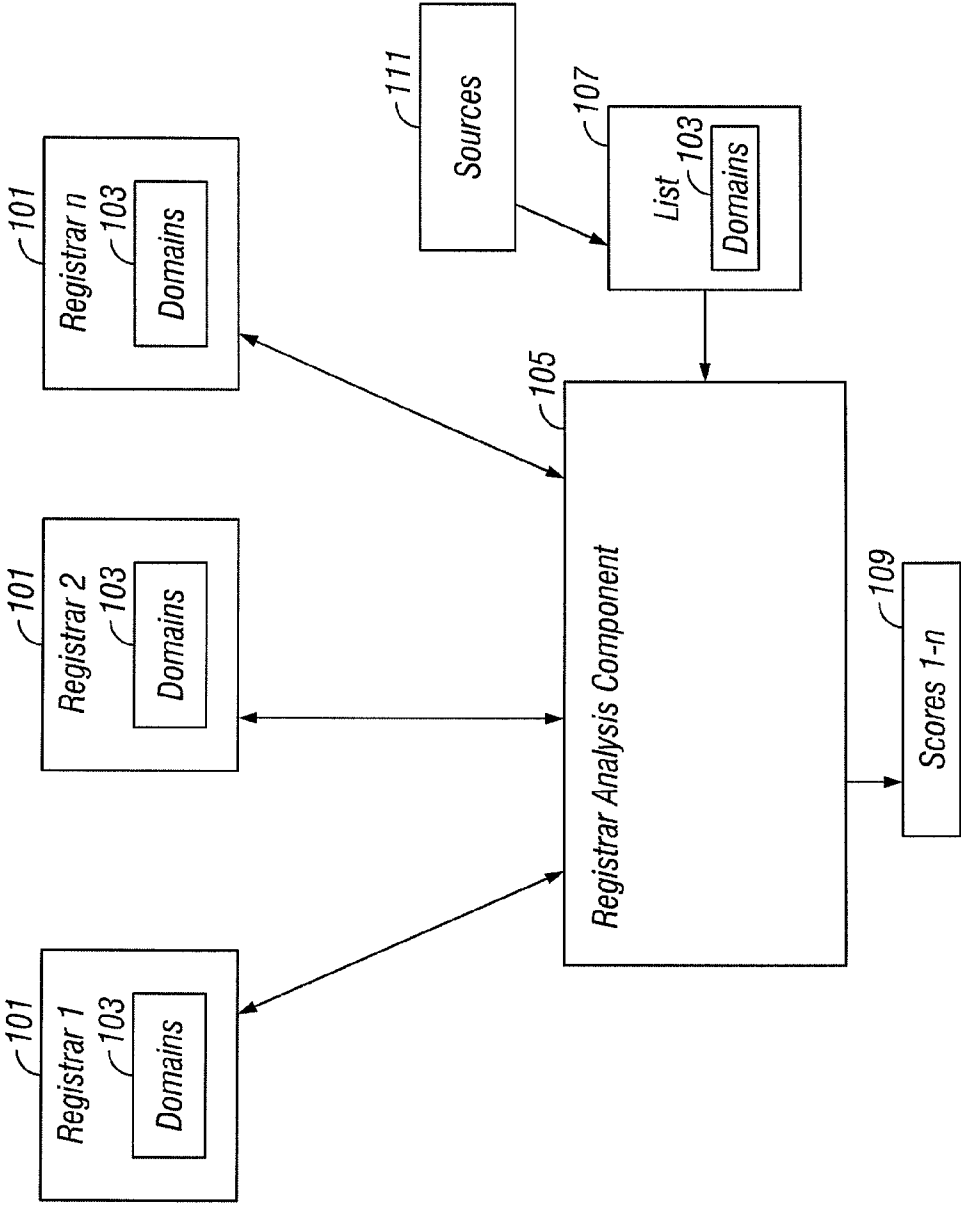 101
Registrar 1
103
Domains
101
Registrar 2
103
Domains
101
Registrar n
103
Domains
111
Sources
107
List
103
Domains
105
Registrar Analysis Component
109
Scores 1-n